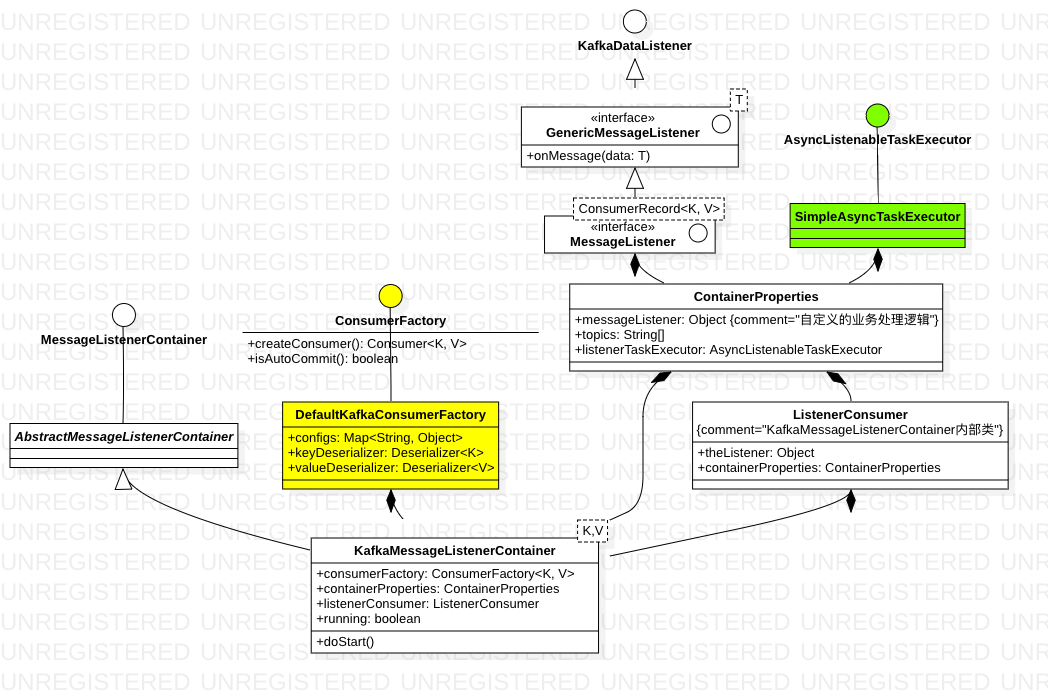 KafkaDataListener
T
«interface»
GenericMessageListener
+onMessage(data: T)
AsyncListenableTaskExecutor
ConsumerRecord<K, V>
«interface»
MessageListener
SimpleAsyncTaskExecutor
ContainerProperties
+messageListener: Object {comment="自定义的业务处理逻辑"}
+topics: String[]
+listenerTaskExecutor: AsyncListenableTaskExecutor
MessageListenerContainer
ConsumerFactory
+createConsumer(): Consumer<K, V>
+isAutoCommit(): boolean
AbstractMessageListenerContainer
DefaultKafkaConsumerFactory
+configs: Map<String, Object>
+keyDeserializer: Deserializer<K>
+valueDeserializer: Deserializer<V>
ListenerConsumer
{comment="KafkaMessageListenerContainer内部类"}
+theListener: Object
+containerProperties: ContainerProperties
K,V
KafkaMessageListenerContainer
+consumerFactory: ConsumerFactory<K, V>
+containerProperties: ContainerProperties
+listenerConsumer: ListenerConsumer
+running: boolean
+doStart()
UNREGISTERED